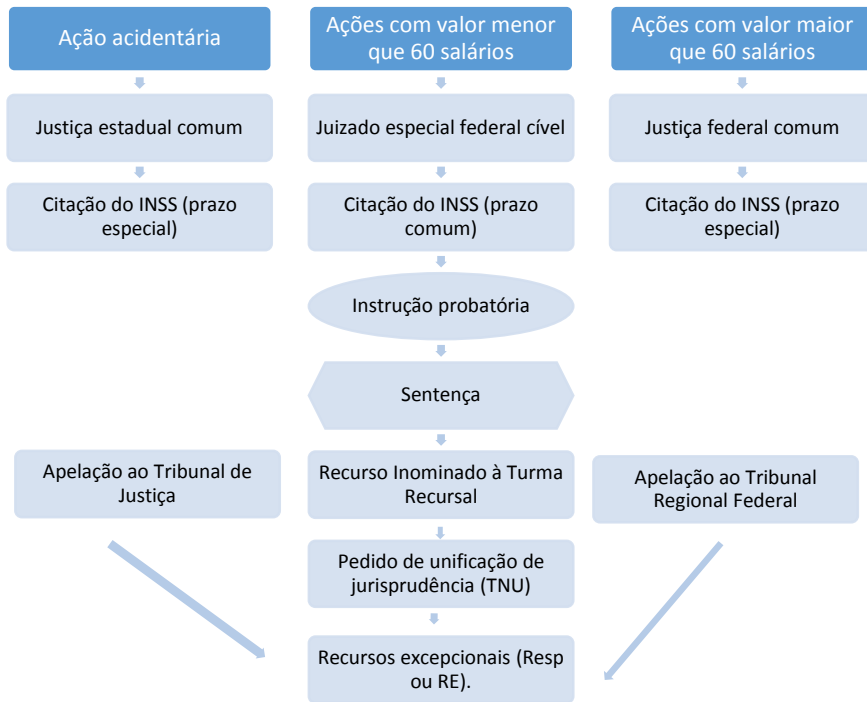 Ação acidentária
Ações com valor menor
que 60 salários
Ações com valor maior
que 60 salários
Justiça estadual comum
Juizado especial federal cível
Justiça federal comum
Citação do INSS (prazo
especial)
Citação do INSS (prazo
comum)
Citação do INSS (prazo
especial)
Instrução probatória
Sentença
Apelação ao Tribunal de
Justiça
Recurso Inominado à Turma
Recursal
Apelação ao Tribunal
Regional Federal
Pedido de unificação de
jurisprudência (TNU)
Recursos excepcionais (Resp
ou RE).